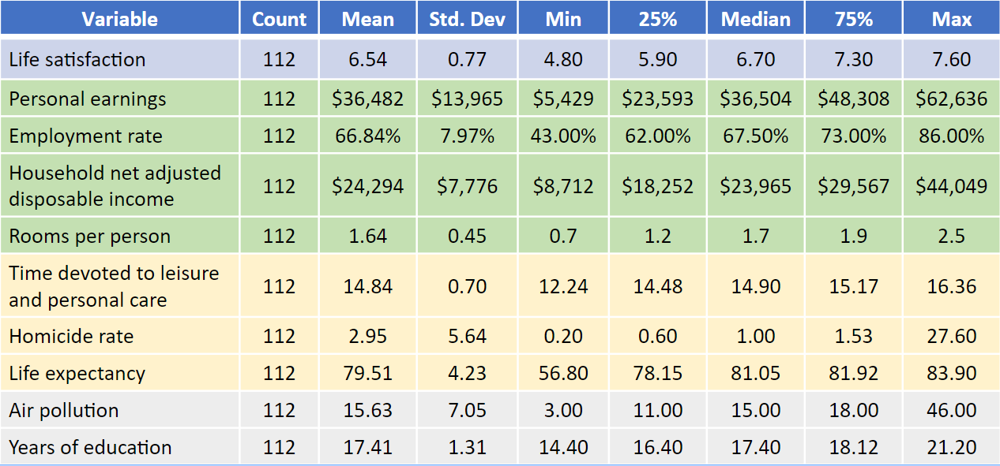 Variable Count Mean Std. Dev Min 25% Median 75% Max
Life satisfaction 112 6.54 0.77 4.80 5.90 6.70 7.30 7.60
Personal earnings 112 $36,482 $13,965 $5,429 $23,593 $36,504 $48,308 $62,636
Employment rate 112 66.84% 7.97% 43.00% 62.00% 67.50% 73.00% 86.00%
Household net adjusted
disposable income 112 $24,294 $7,776 $8,712 $18,252 $23,965 $29,567 $44,049
Rooms per person 112 1.64 0.45 0.7 1.2 1.7 1.9 2.5
Time devoted to leisure
and personal care 112 14.84 0.70 12.24 14.48 14.90 15.17 16.36
Homicide rate 112 2.95 5.64 0.20 0.60 1.00 1.53 27.60
Life expectancy 112 79.51 4.23 56.80 78.15 81.05 81.92 83.90
Air pollution 112 15.63 7.05 3.00 11.00 15.00 18.00 46.00
Years of education 112 17.41 1.31 14.40 16.40 17.40 18.12 21.20